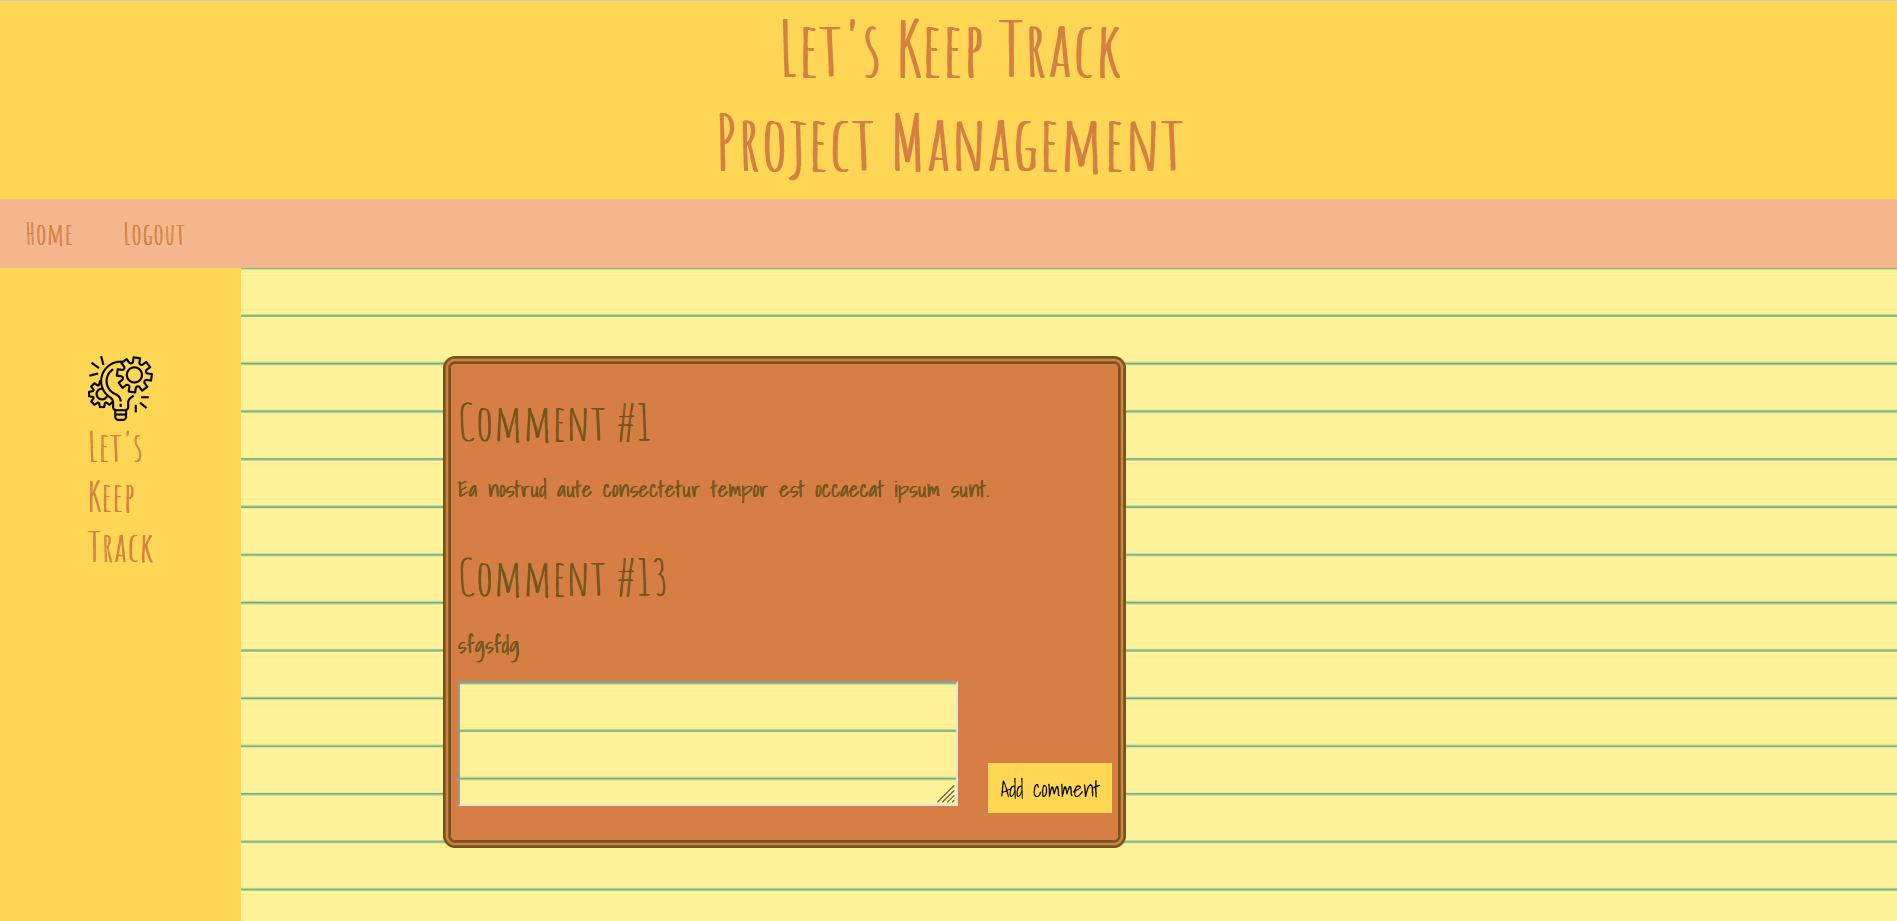 Let's Keep Track
Project Management
Home Logout
Let's
Keep
Track
Comment #1
Ea nostrud aute consectetur tempor est occaecat ipsum sunt.
Comment #13
sfgsfdg
Add comment